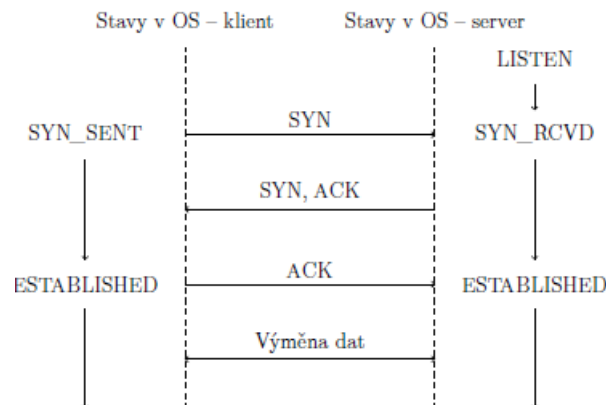 Stavy v OS – klient
Stavy v OS – server
LISTEN
SYN
SYN_SENT
SYN_RCVD
SYN, ACK
ACK
ESTABLISHED
ESTABLISHED
Výměna dat